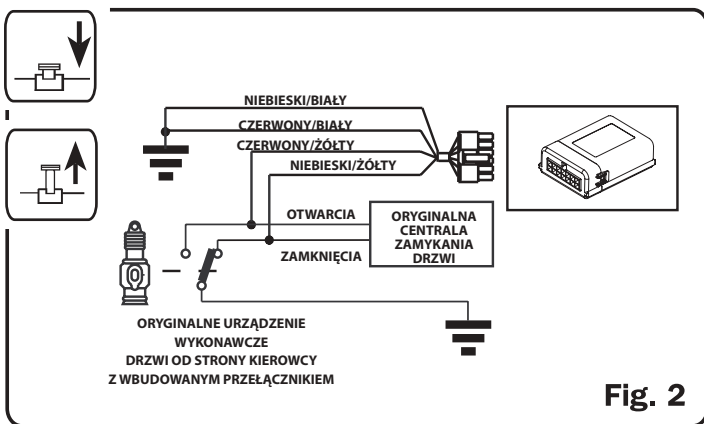 NIEBIESKI/BIAŁY
CZERWONY/BIAŁY
CZERWONY/ŻÓŁTY
NIEBIESKI/ŻÓŁTY
OTWARCIA
ZAMKNIĘCIA
ORYGINALNA
CENTRALA
ZAMYKANIA
DRZWI
ORYGINALNE URZĄDZENIE
WYKONAWCZE
DRZWI OD STRONY KIEROWCY
Z WBUDOWANYM PRZEŁĄCZNIKIEM
Fig. 2